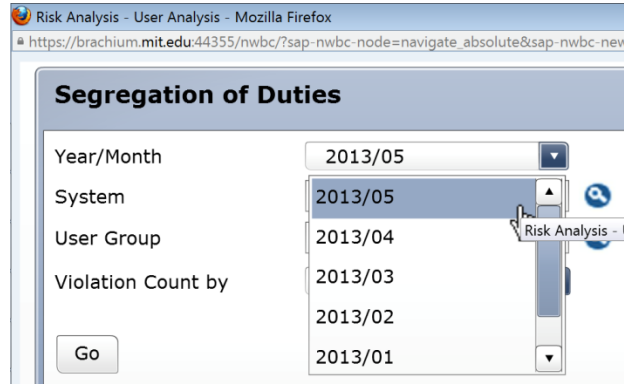 Risk Analysis - User Analysis - Mozilla Firefox
https://brachium.mit.edu:44355/nwbc/?sap-nwbc-node=navigate_absolute&sap-nwbc-new
Segregation of Duties
Year/Month 2013/05
System 2013/05
Risk Analysis -
User Group 2013/04
Violation Count by 2013/03
2013/02
Go 2013/01